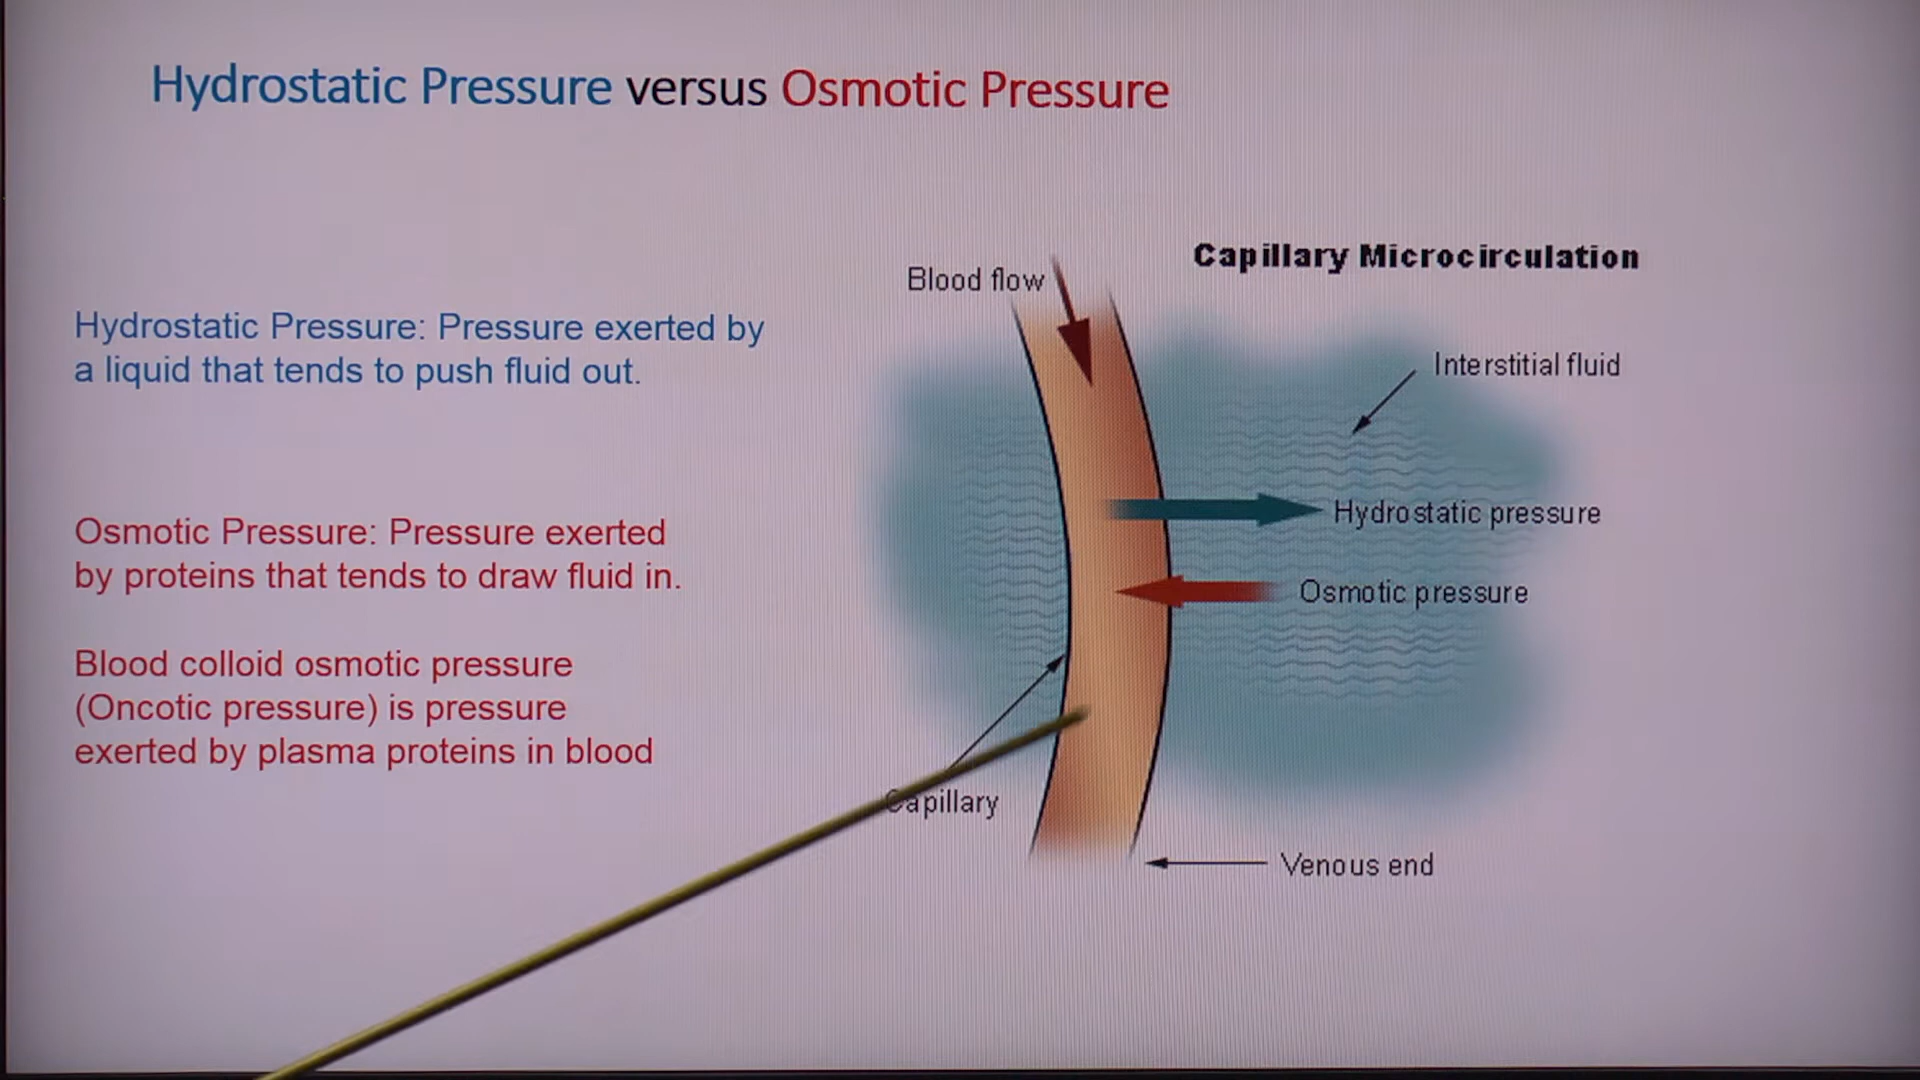 Hydrostatic Pressure versus Osmotic Pressure
Hydrostatic Pressure: Pressure exerted by
a liquid that tends to push fluid out.
Osmotic Pressure: Pressure exerted
by proteins that tends to draw fluid in.
Blood colloid osmotic pressure
(Oncotic pressure) is pressure
exerted by plasma proteins in blood
Capillary Microcirculation
Blood flow
Interstitial fluid
Hydrostatic pressure
Osmotic pressure
Capillary
Venous end